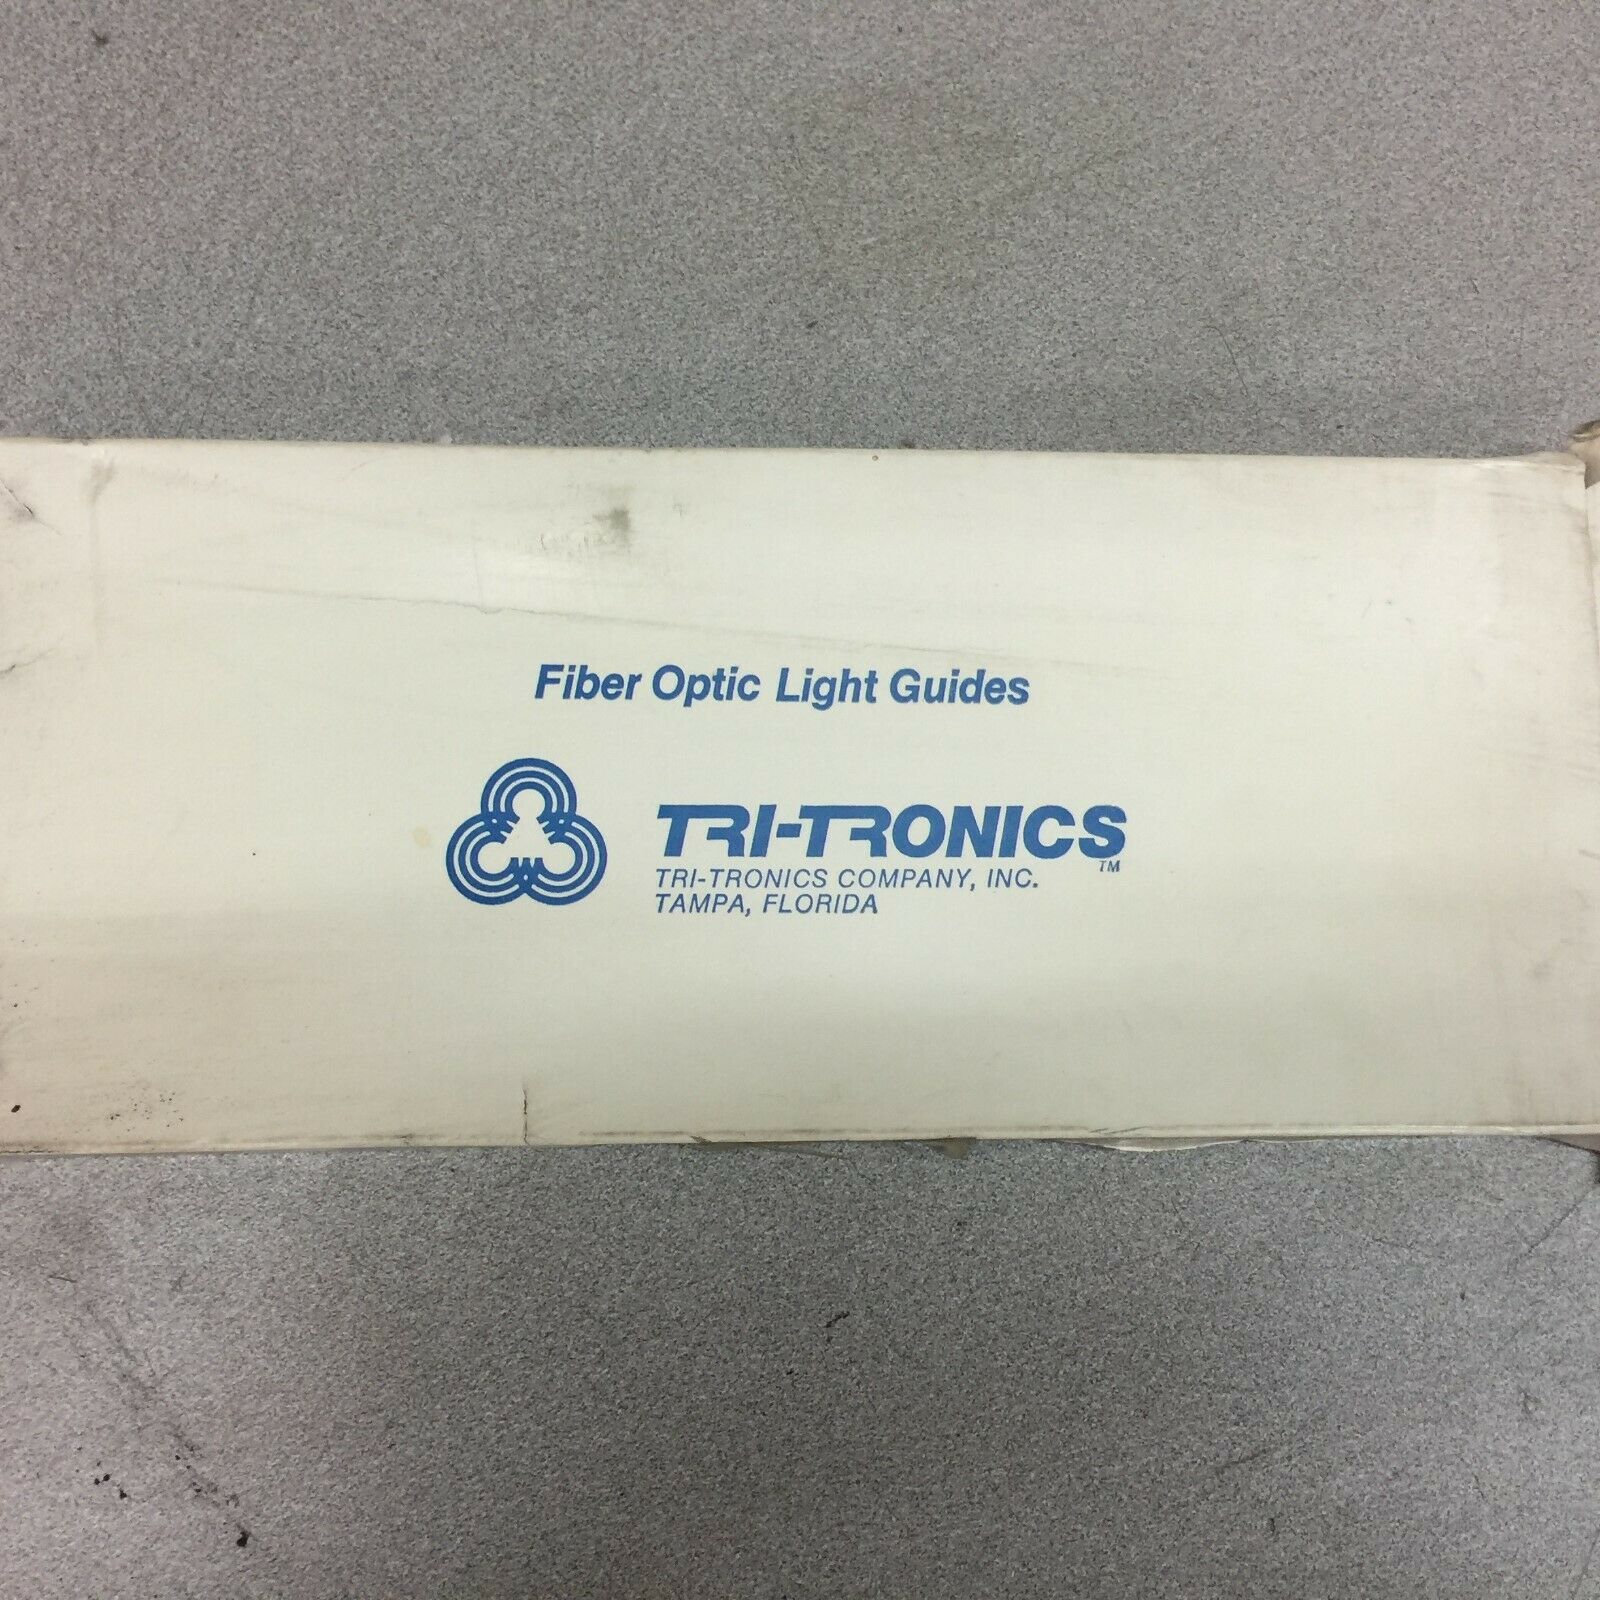 Fiber Optic Light Guides
TRI-TRONICS
TM
TRI-TRONICS COMPANY, INC.
TAMPA, FLORIDA